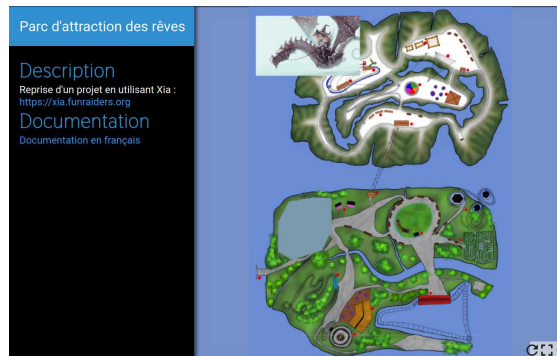 Parc d'attraction des rêves
Description
Reprise d'un projet en utilisant Xia :
https://xia.funraiders.org
Documentation
Documentation en français